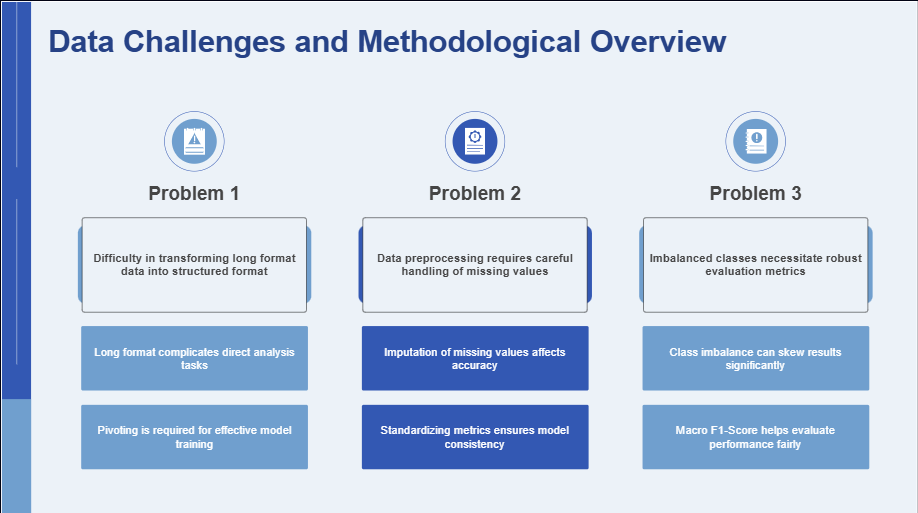 Data Challenges and Methodological Overview
Problem 1
Difficulty in transforming long format
data into structured format
Long format complicates direct analysis
tasks
Pivoting is required for effective model
training
Problem 2
Data preprocessing requires careful
handling of missing values
Imputation of missing values affects
accuracy
Standardizing metrics ensures model
consistency
Problem 3
Imbalanced classes necessitate robust
evaluation metrics
Class imbalance can skew results
significantly
Macro F1-Score helps evaluate
performance fairly